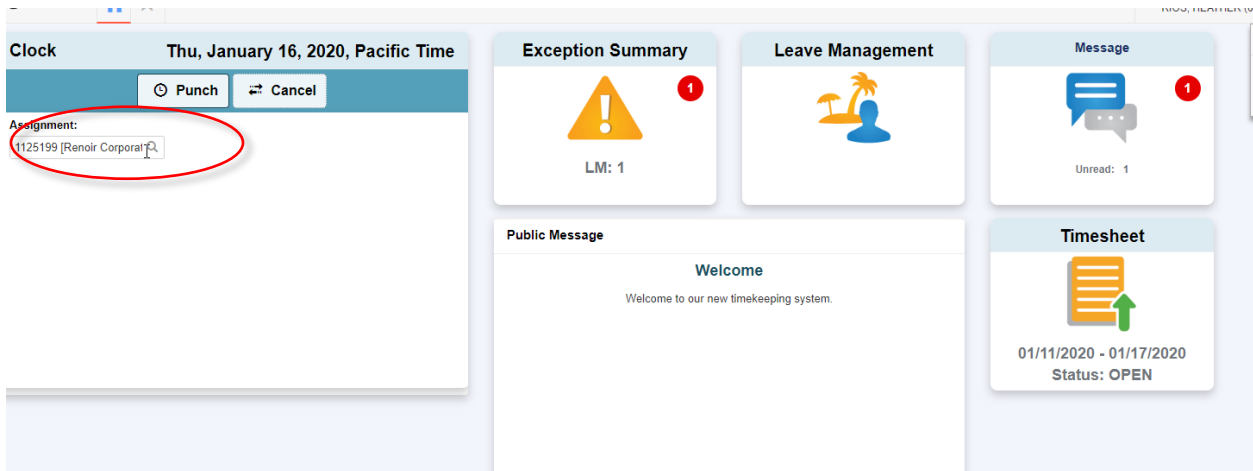 RIOS, HEATHER (
Clock
Thu, January 16, 2020, Pacific Time
Punch
Cancel
Assignment:
1125199 [Renoir Corporat
Exception Summary
1
LM: 1
Leave Management
Message
1
Unread: 1
Public Message
Welcome
Welcome to our new timekeeping system.
Timesheet
01/11/2020 - 01/17/2020
Status: OPEN